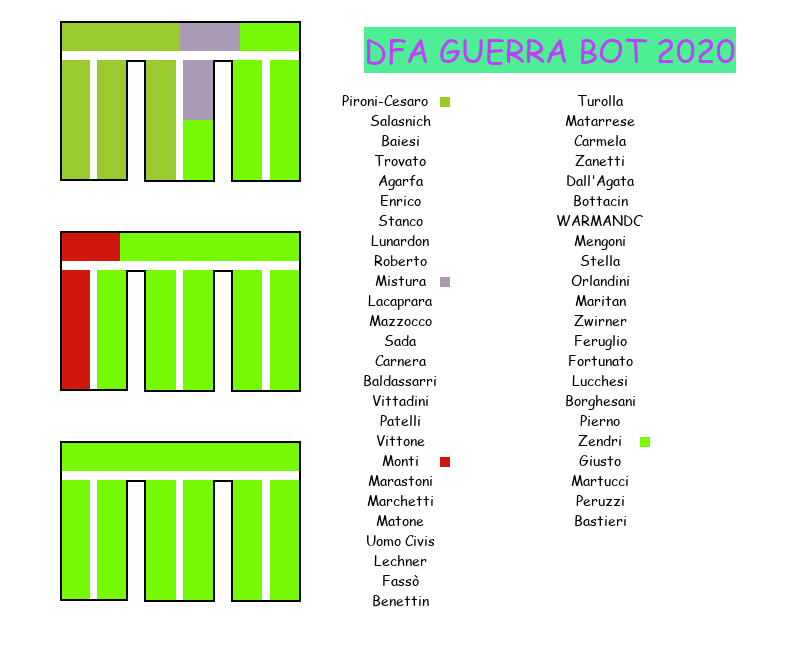 DFA GUERRA BOT 2020
Pironi-Cesaro
Salasnich
Baiesi
Trovato
Agarfa
Enrico
Stanco
Lunardon
Roberto
Mistura
Lacaprara
Mazzocco
Sada
Carnera
Baldassarri
Vittadini
Patelli
Vittone
Monti
Marastoni
Marchetti
Matone
Uomo Civis
Lechner
Fassò
Benettin
Turolla
Matarrese
Carmela
Zanetti
Dall'Agata
Bottacin
WARMANDC
Mengoni
Stella
Orlandini
Maritan
Zwirner
Feruglio
Fortunato
Lucchesi
Borghesani
Pierno
Zendri
Giusto
Martucci
Peruzzi
Bastieri